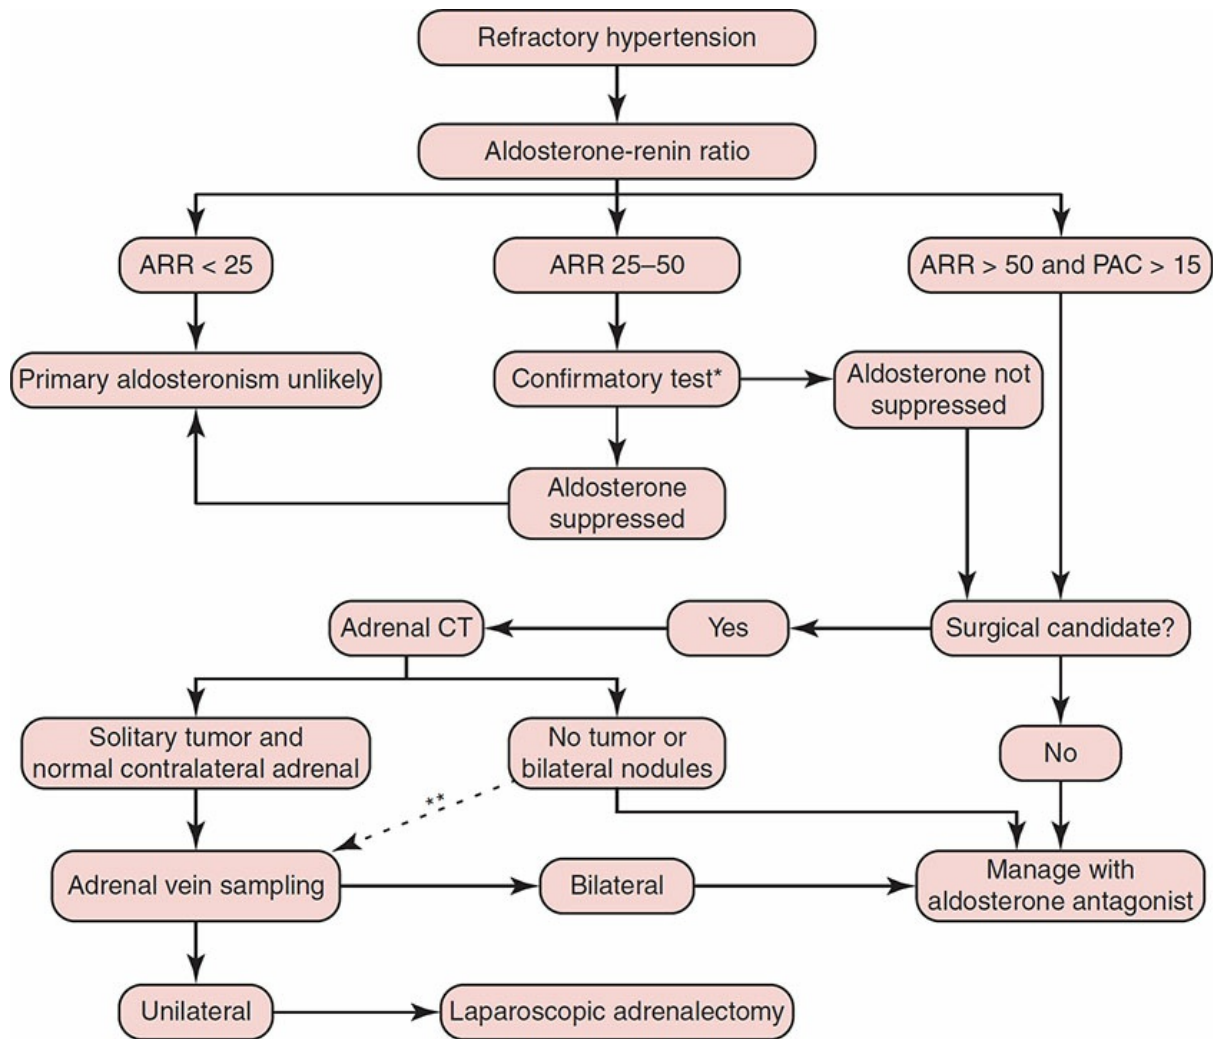 Refractory hypertension
Aldosterone-renin ratio
ARR < 25
ARR 25–50
ARR > 50 and PAC > 15
Primary aldosteronism unlikely
Confirmatory test*
Aldosterone not
suppressed
Aldosterone
suppressed
Adrenal CT
Yes
Surgical candidate?
Solitary tumor and
normal contralateral adrenal
No tumor or
bilateral nodules
No
**
Adrenal vein sampling
Bilateral
Manage with
aldosterone antagonist
Unilateral
Laparoscopic adrenalectomy